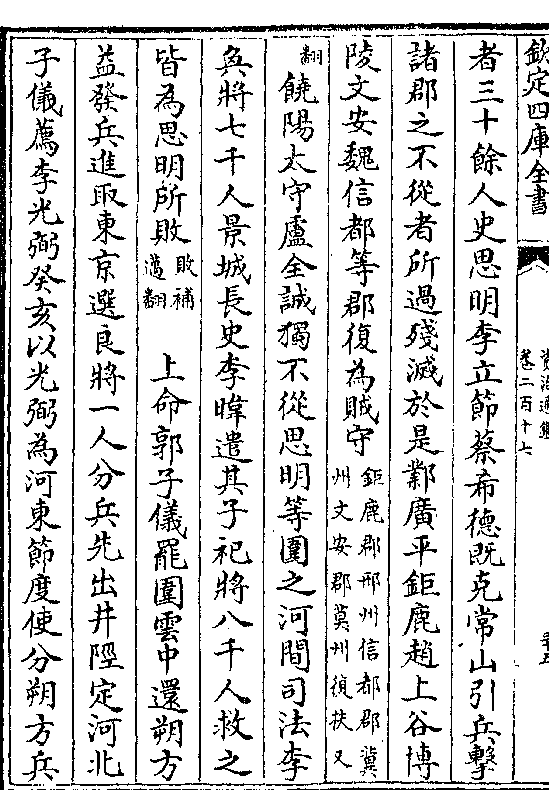 欽定四庫全書
資治通鑑
卷二百十七
者三十餘人史思明李立節蔡希德既克常山引兵擊
諸郡之不從者所過殘滅於是鄴廣平鉅鹿趙上谷博
陵文安魏信都等郡復為賊守
鉅鹿郡邢州信都郡冀
州文安郡莫州復扶又
翻
饒陽太守盧全誠獨不從思明等圍之河間司法李
奐將七千人景城長史李暐遣其子祀將八千人救之
皆為思明所敗
敗補
邁翻
上命郭子儀罷圍雲中還朔方
益發兵進取東京選良將一人分兵先出井陘定河北
子儀薦李光弼癸亥以光弼為河東節度使分朔方兵